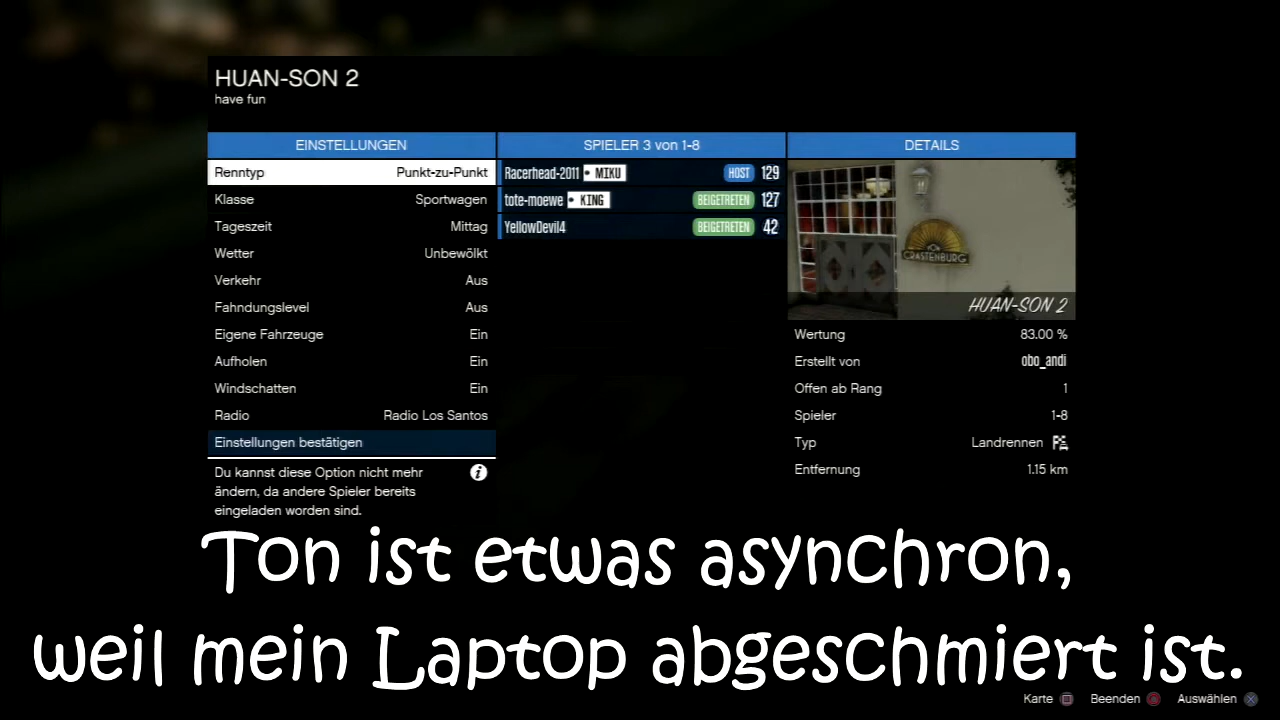 HUAN-SON 2
have fun
EINSTELLUNGEN
Renntyp Punkt-zu-Punkt
Klasse Sportwagen
Tageszeit Mittag
Wetter Unbewölkt
Verkehr Aus
Fahndungslevel Aus
Eigene Fahrzeuge Ein
Aufholen Ein
Windschatten Ein
Radio Radio Los Santos
Einstellungen bestätigen
Du kannst diese Option nicht mehr
ändern, da andere Spieler bereits
eingeladen worden sind.
SPIELER 3 von 1-8
Racerhead-2011 MIKU HOST 129
tote-moewe KING BEIGETRETEN 127
YellowDevil4 BEIGETRETEN 42
DETAILS
CRASTENBURG
HUAN-SON 2
Wertung 83.00 %
Erstellt von obo_andi
Offen ab Rang 1
Spieler 1-8
Typ Landrennen
Entfernung 1.15 km
Ton ist etwas asynchron,
weil mein Laptop abgeschmiert ist.
Karte Beenden Auswählen